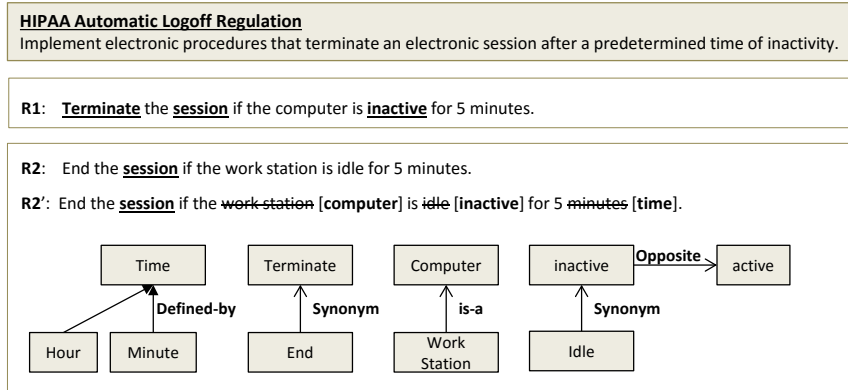 HIPAA Automatic Logoff Regulation
Implement electronic procedures that terminate an electronic session after a predetermined time of inactivity.
R1: Terminate the session if the computer is inactive for 5 minutes.
R2: End the session if the work station is idle for 5 minutes.
R2′: End the session if the work station [computer] is idle [inactive] for 5 minutes [time].
Time
Terminate
Computer
inactive
Opposite
active
Defined-by
Synonym
is-a
Synonym
Hour
Minute
End
Work
Station
Idle